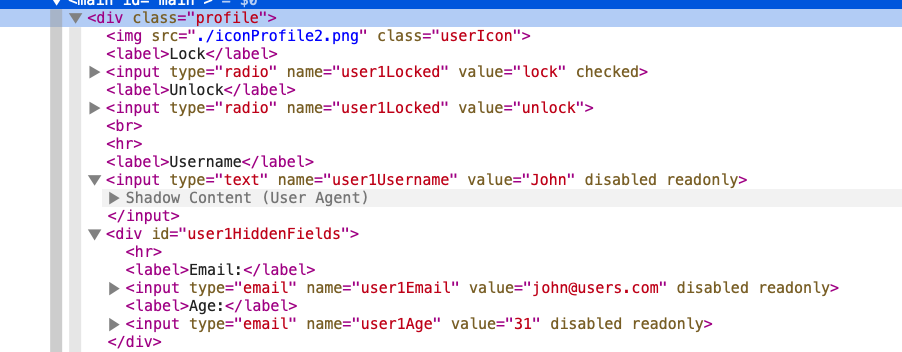 <main id="main"> = $0
<div class="profile">
<img src="./iconProfile2.png" class="userIcon">
<label>Lock</label>
<input type="radio" name="user1Locked" value="lock" checked>
<label>Unlock</label>
<input type="radio" name="user1Locked" value="unlock">
<br>
<hr>
<label>Username</label>
<input type="text" name="user1Username" value="John" disabled readonly>
Shadow Content (User Agent)
</input>
<div id="user1HiddenFields">
<hr>
<label>Email:</label>
<input type="email" name="user1Email" value="john@users.com" disabled readonly>
<label>Age:</label>
<input type="email" name="user1Age" value="31" disabled readonly>
</div>